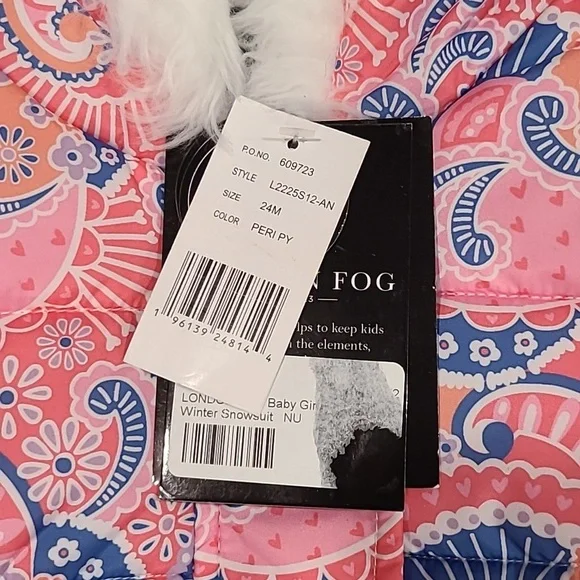 P.O.NO. 609723
STYLE L2225S12-AN
SIZE 24M
COLOR PERI PY
1 96139 24814 4
FOG
3
lps to keep kids
the elements,
LONDO Baby Gir
Winter Snowsuit NU